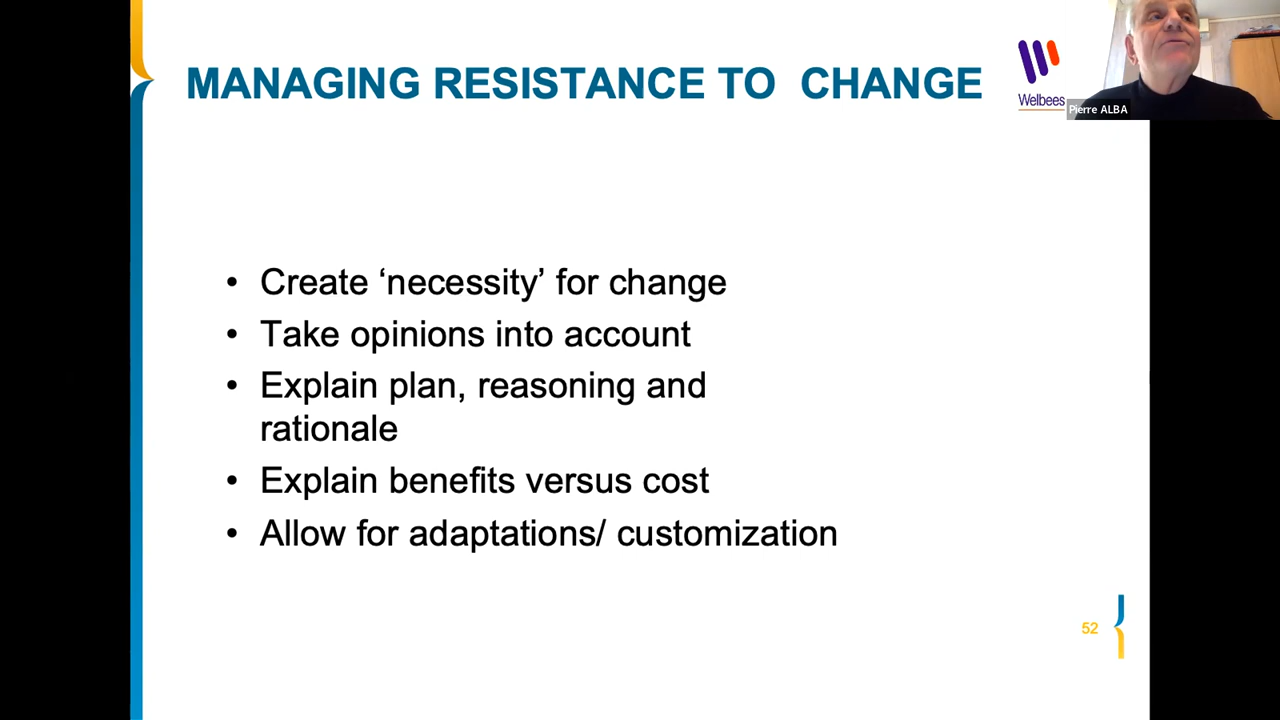 MANAGING RESISTANCE TO  CHANGE
Welbees
Pierre ALBA
• Create ‘necessity’ for change
• Take opinions into account
• Explain plan, reasoning and
rationale
• Explain benefits versus cost
• Allow for adaptations/ customization
52